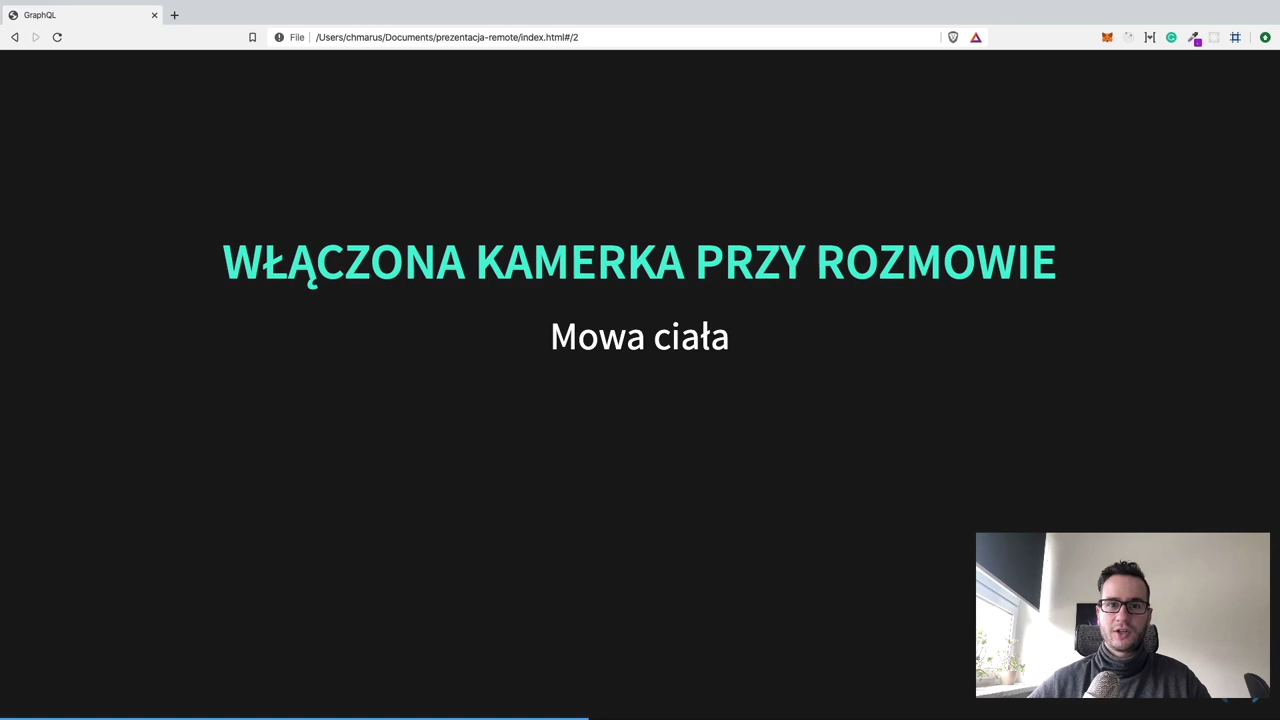 GraphQL
File /Users/chmarus/Documents/prezentacja-remote/index.html#/2
WŁĄCZONA KAMERKA PRZY ROZMOWIE
Mowa ciała